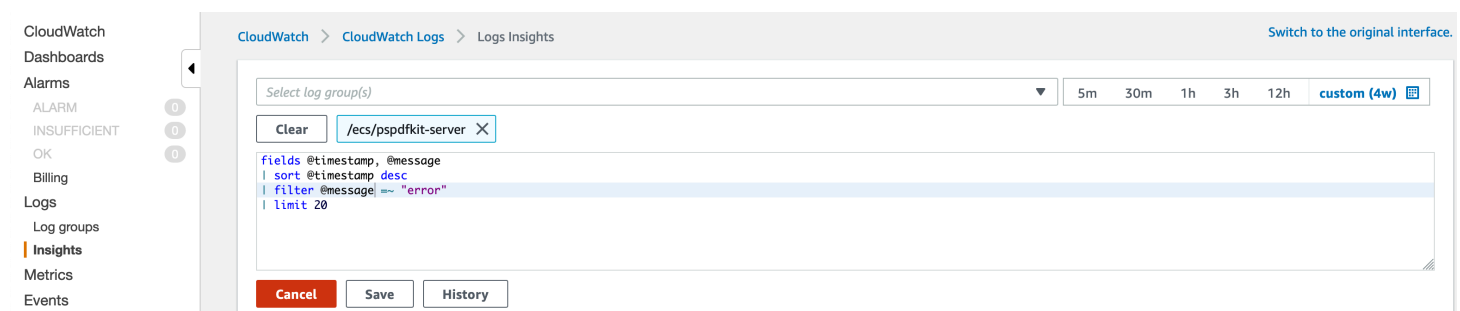 CloudWatch
Dashboards
Alarms
ALARM 0
INSUFFICIENT 0
OK 0
Billing
Logs
Log groups
Insights
Metrics
Events
CloudWatch > CloudWatch Logs > Logs Insights
Switch to the original interface.
Select log group(s)
5m 30m 1h 3h 12h custom (4w)
Clear /ecs/pspdfkit-server
fields @timestamp, @message
| sort @timestamp desc
| filter @message =~ "error"
| limit 20
Cancel Save History